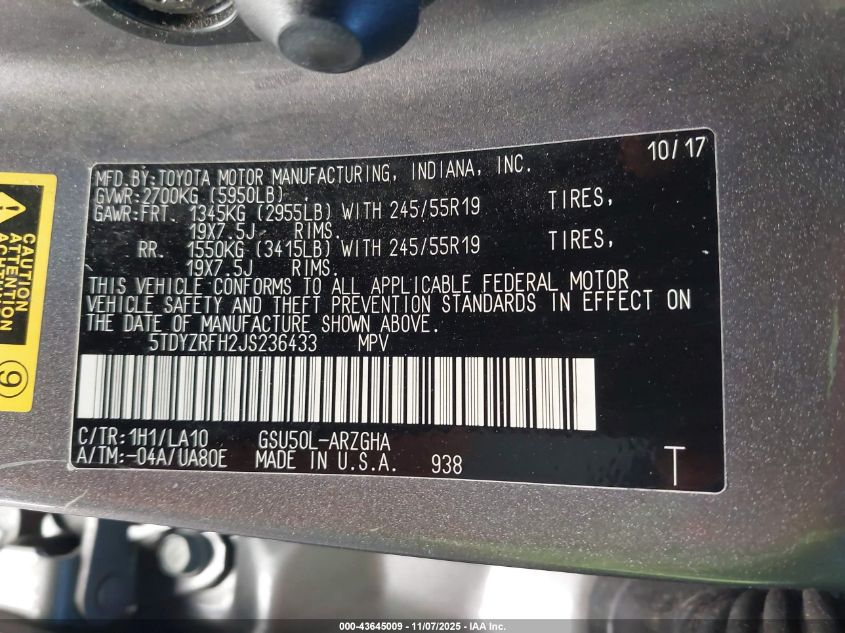 MFD.BY:TOYOTA MOTOR MANUFACTURING, INDIANA, INC. 10/17
GVWR:2700KG (5950LB)
GAWR:FRT. 1345KG (2955LB) WITH 245/55R19 TIRES,
19X7.5J RIMS.
RR. 1550KG (3415LB) WITH 245/55R19 TIRES,
19X7.5J RIMS.
THIS VEHICLE CONFORMS TO ALL APPLICABLE FEDERAL MOTOR
VEHICLE SAFETY AND THEFT PREVENTION STANDARDS IN EFFECT ON
THE DATE OF MANUFACTURE SHOWN ABOVE.
5TDYZRFH2JS236433 MPV
C/TR:1H1/LA10 GSU50L-ARZGHA
A/TM:-04A/UA80E MADE IN U.S.A. 938 T
CAUTION
ATTENTION
9
000-43645009 - 11/07/2025 - IAA Inc.